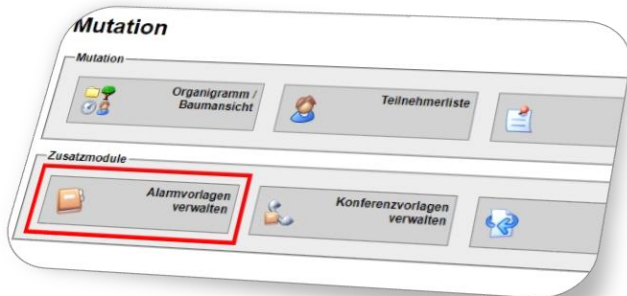 Mutation
Mutation
Organigramm /
Baumansicht
Teilnehmerliste
Zusatzmodule
Alarmvorlagen
verwalten
Konferenzvorlagen
verwalten